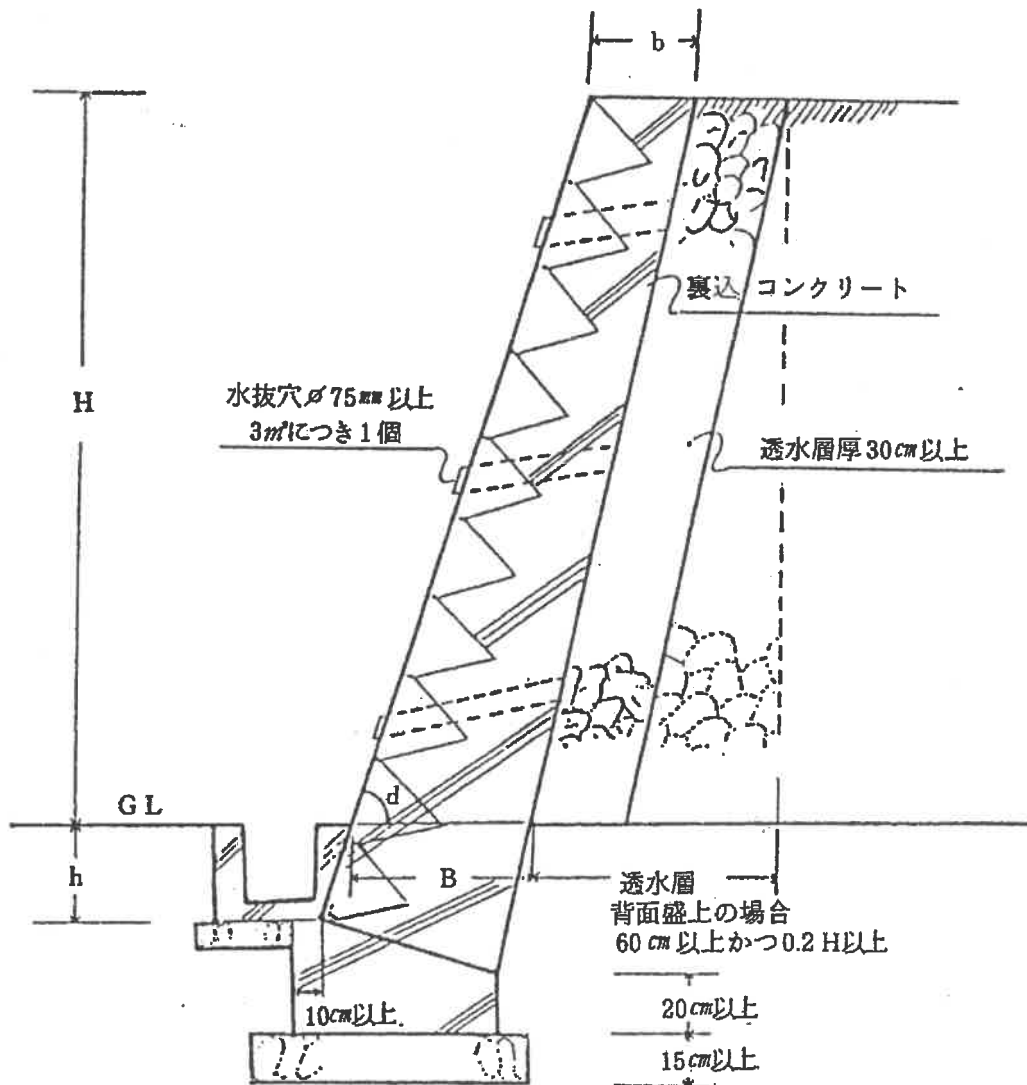 b
裏込 コンクリート
H
水抜穴φ75mm以上
3㎡につき1個
透水層厚30cm以上
d
GL
h
B
透水層
背面盛土の場合
60cm以上かつ0.2H以上
10cm以上.
20cm以上
15cm以上